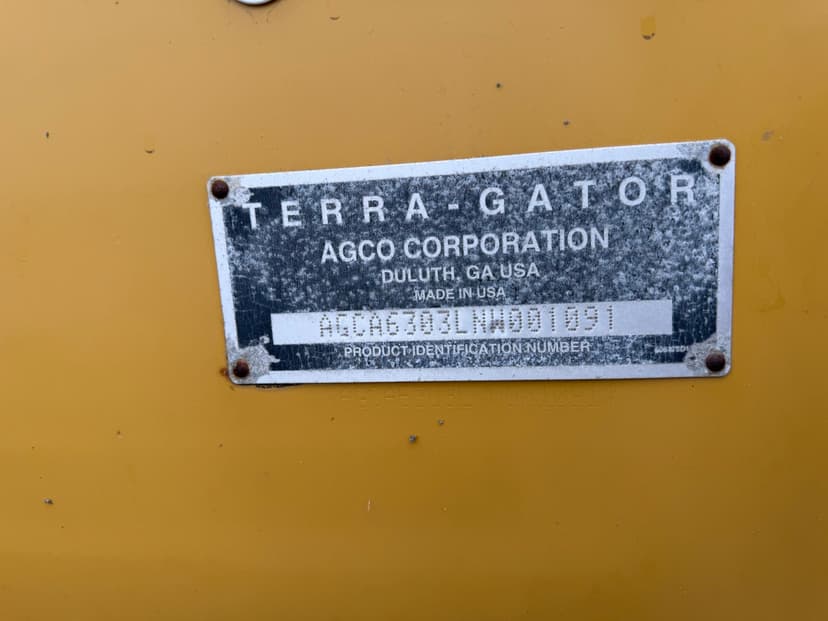 TERRA-GATOR
AGCO CORPORATION
DULUTH, GA USA
MADE IN USA
AGCA6303LNW001091
PRODUCT IDENTIFICATION NUMBER